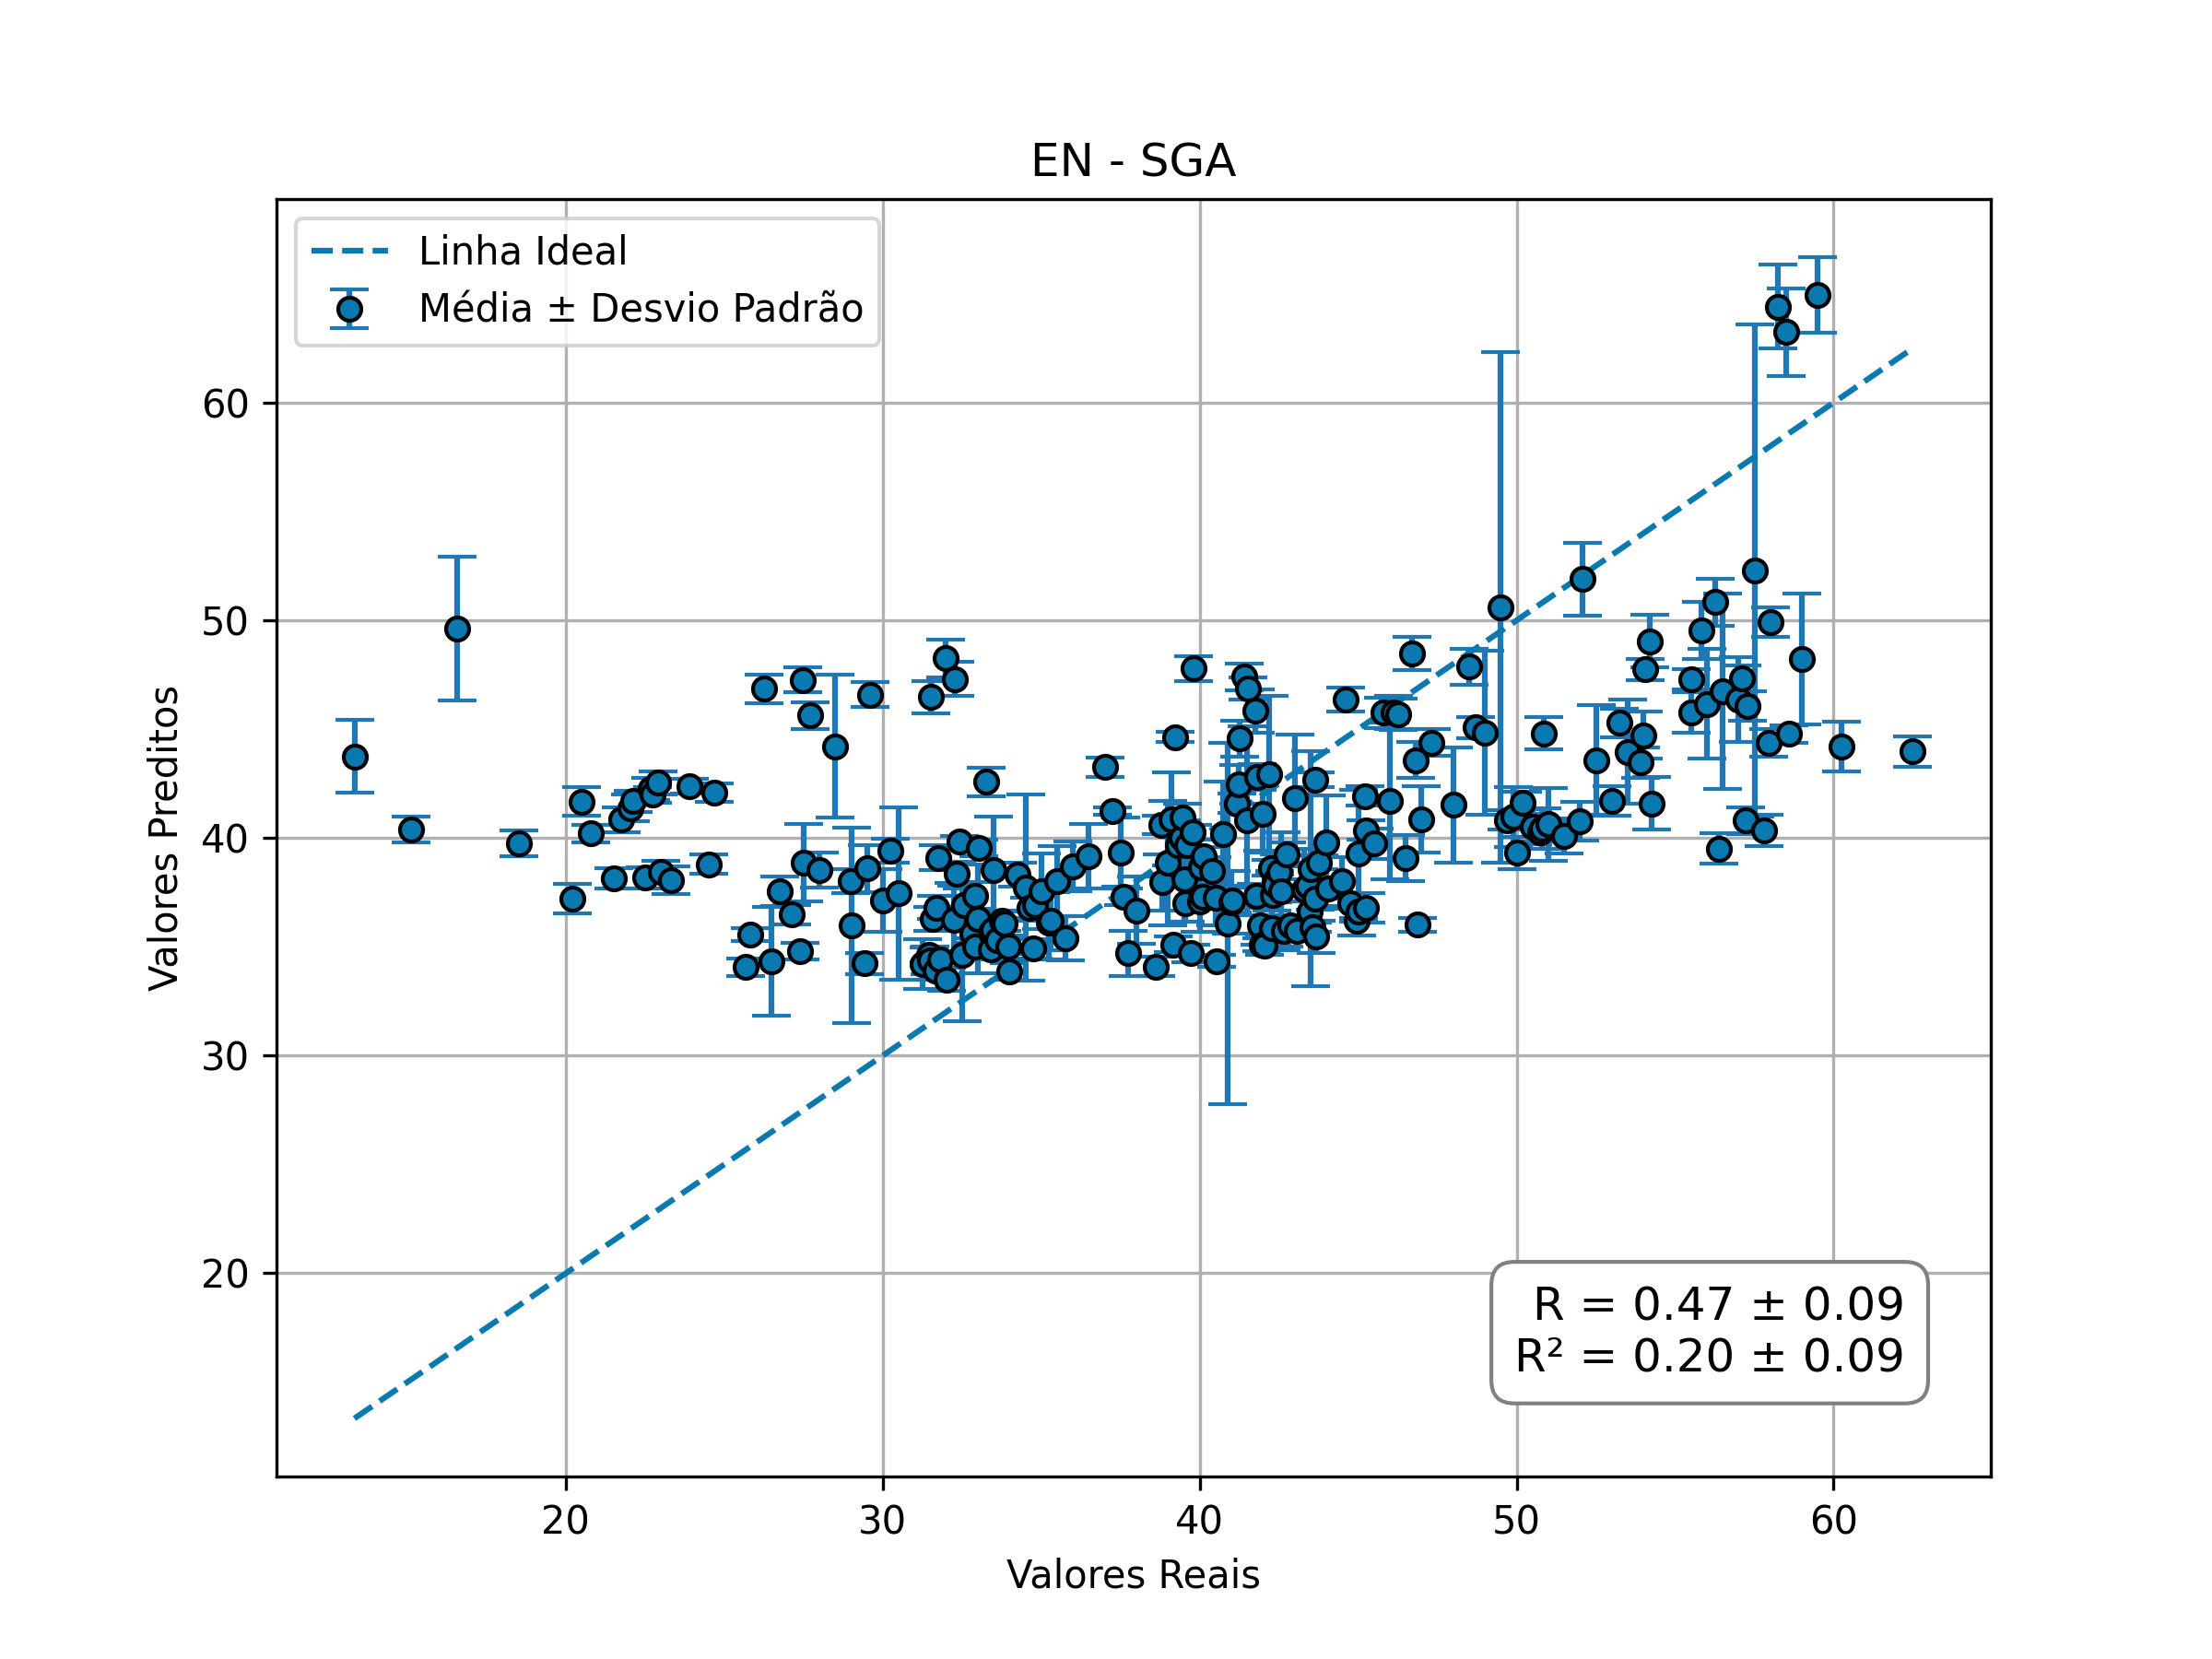 EN - SGA
Linha Ideal
Média ± Desvio Padrão
Valores Preditos
60
50
40
30
20
R = 0.47 ± 0.09
R² = 0.20 ± 0.09
20 30 40 50 60
Valores Reais